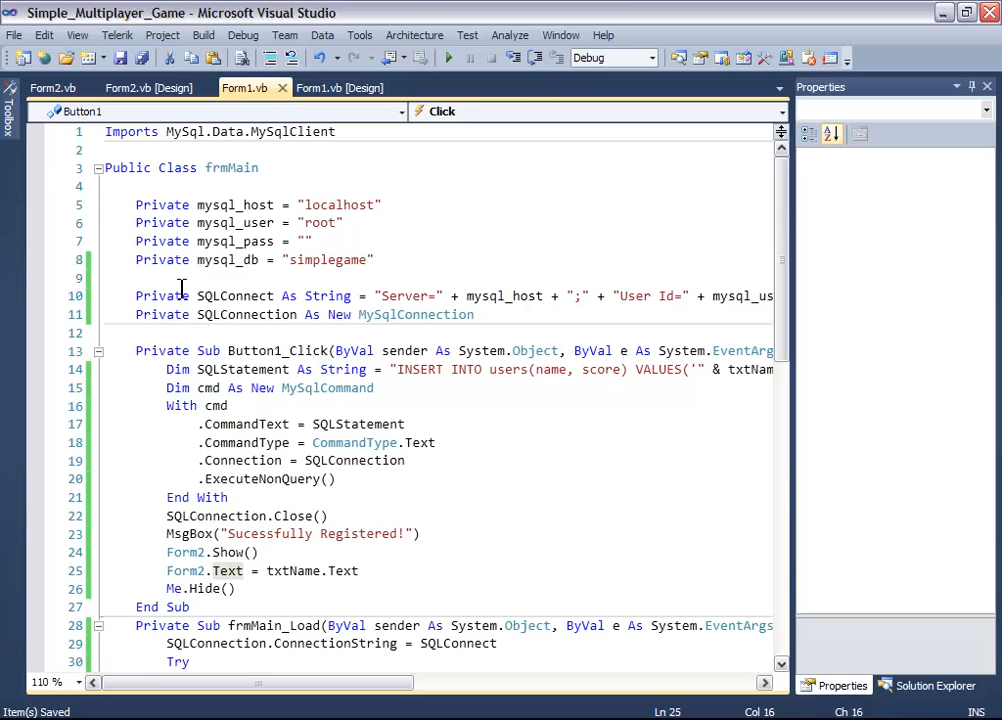 Simple_Multiplayer_Game - Microsoft Visual Studio
File Edit View Telerik Project Build Debug Team Data Tools Architecture Test Analyze Window Help
Debug
Toolbox
Form2.vb Form2.vb [Design] Form1.vb Form1.vb [Design]
Button1 Click
1 Imports MySql.Data.MySqlClient
2
3 Public Class frmMain
4
5 Private mysql_host = "localhost"
6 Private mysql_user = "root"
7 Private mysql_pass = ""
8 Private mysql_db = "simplegame"
9
10 Private SQLConnect As String = "Server=" + mysql_host + ";" + "User Id=" + mysql_us
11 Private SQLConnection As New MySqlConnection
12
13 Private Sub Button1_Click(ByVal sender As System.Object, ByVal e As System.EventArg
14 Dim SQLStatement As String = "INSERT INTO users(name, score) VALUES('" & txtNam
15 Dim cmd As New MySqlCommand
16 With cmd
17 .CommandText = SQLStatement
18 .CommandType = CommandType.Text
19 .Connection = SQLConnection
20 .ExecuteNonQuery()
21 End With
22 SQLConnection.Close()
23 MsgBox("Sucessfully Registered!")
24 Form2.Show()
25 Form2.Text = txtName.Text
26 Me.Hide()
27 End Sub
28 Private Sub frmMain_Load(ByVal sender As System.Object, ByVal e As System.EventArgs
29 SQLConnection.ConnectionString = SQLConnect
30 Try
110 %
Properties
Properties Solution Explorer
Item(s) Saved Ln 25 Col 16 Ch 16 INS